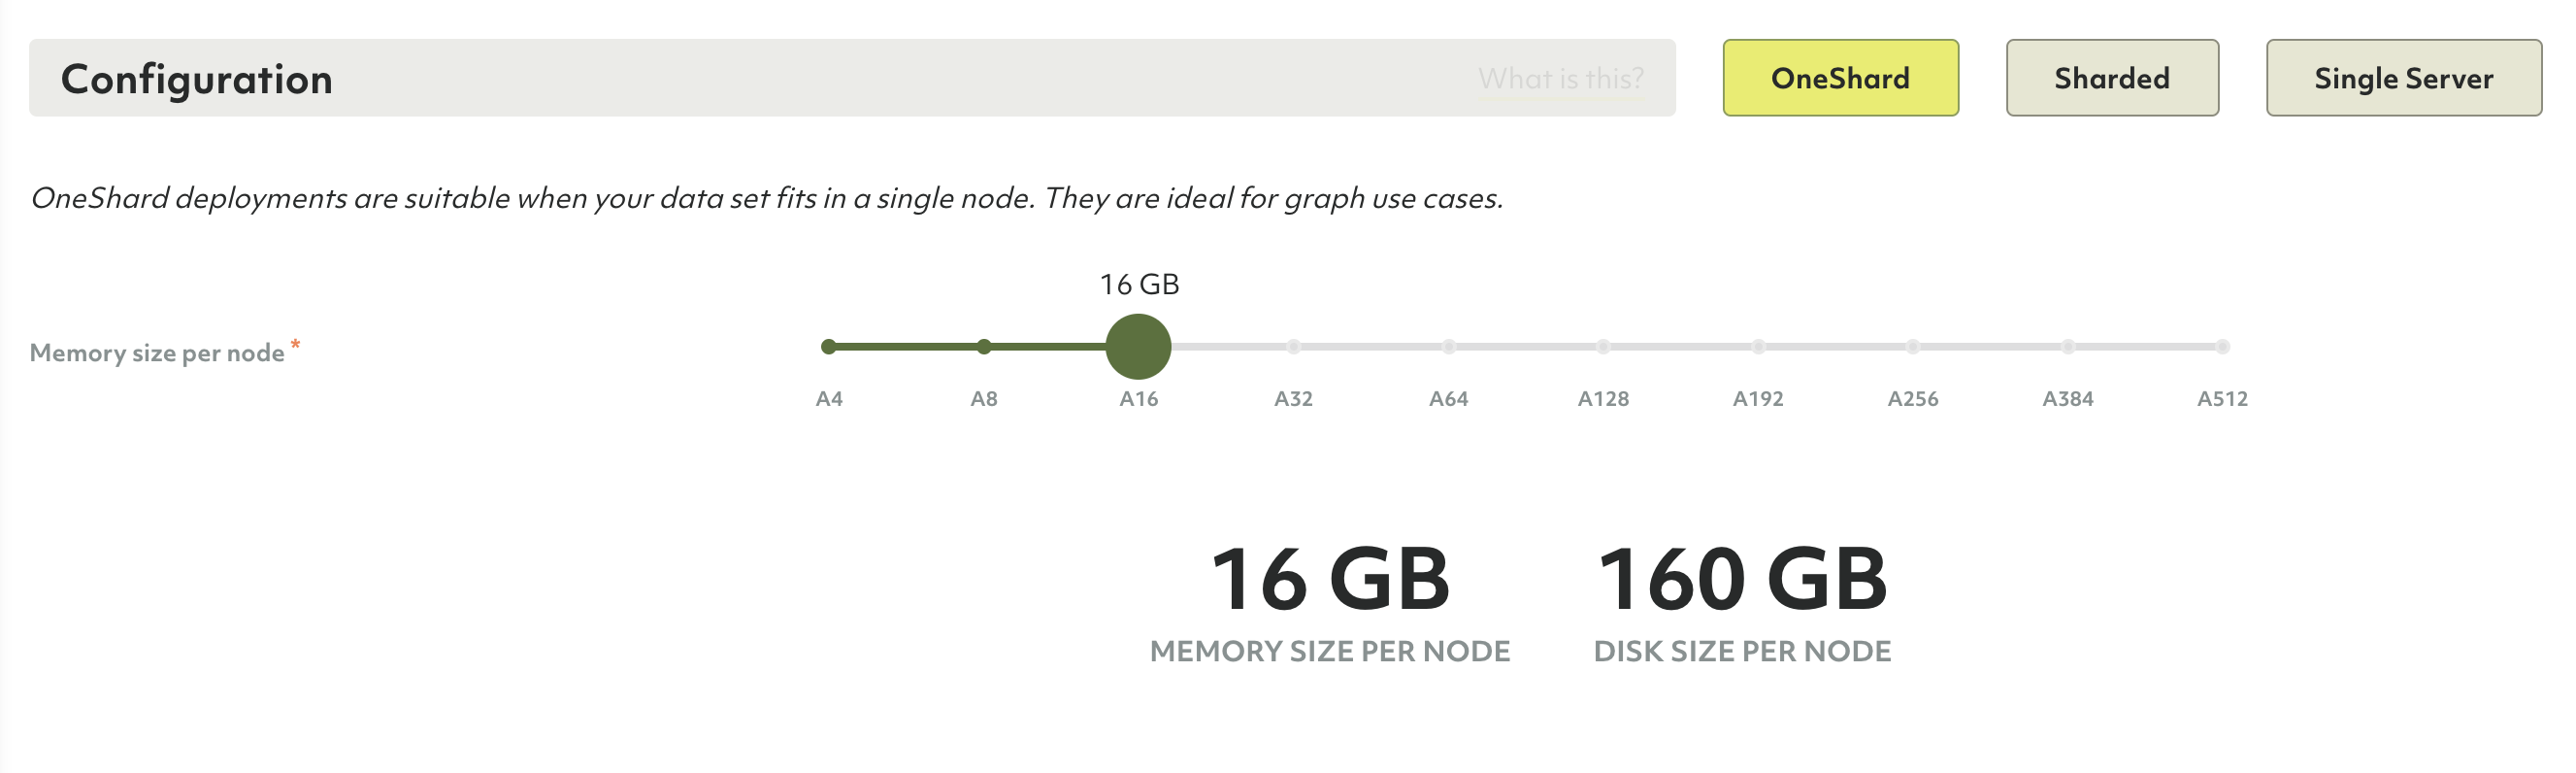 Configuration
What is this?
OneShard
Sharded
Single Server
OneShard deployments are suitable when your data set fits in a single node. They are ideal for graph use cases.
16 GB
Memory size per node *
A4 A8 A16 A32 A64 A128 A192 A256 A384 A512
16 GB
MEMORY SIZE PER NODE
160 GB
DISK SIZE PER NODE